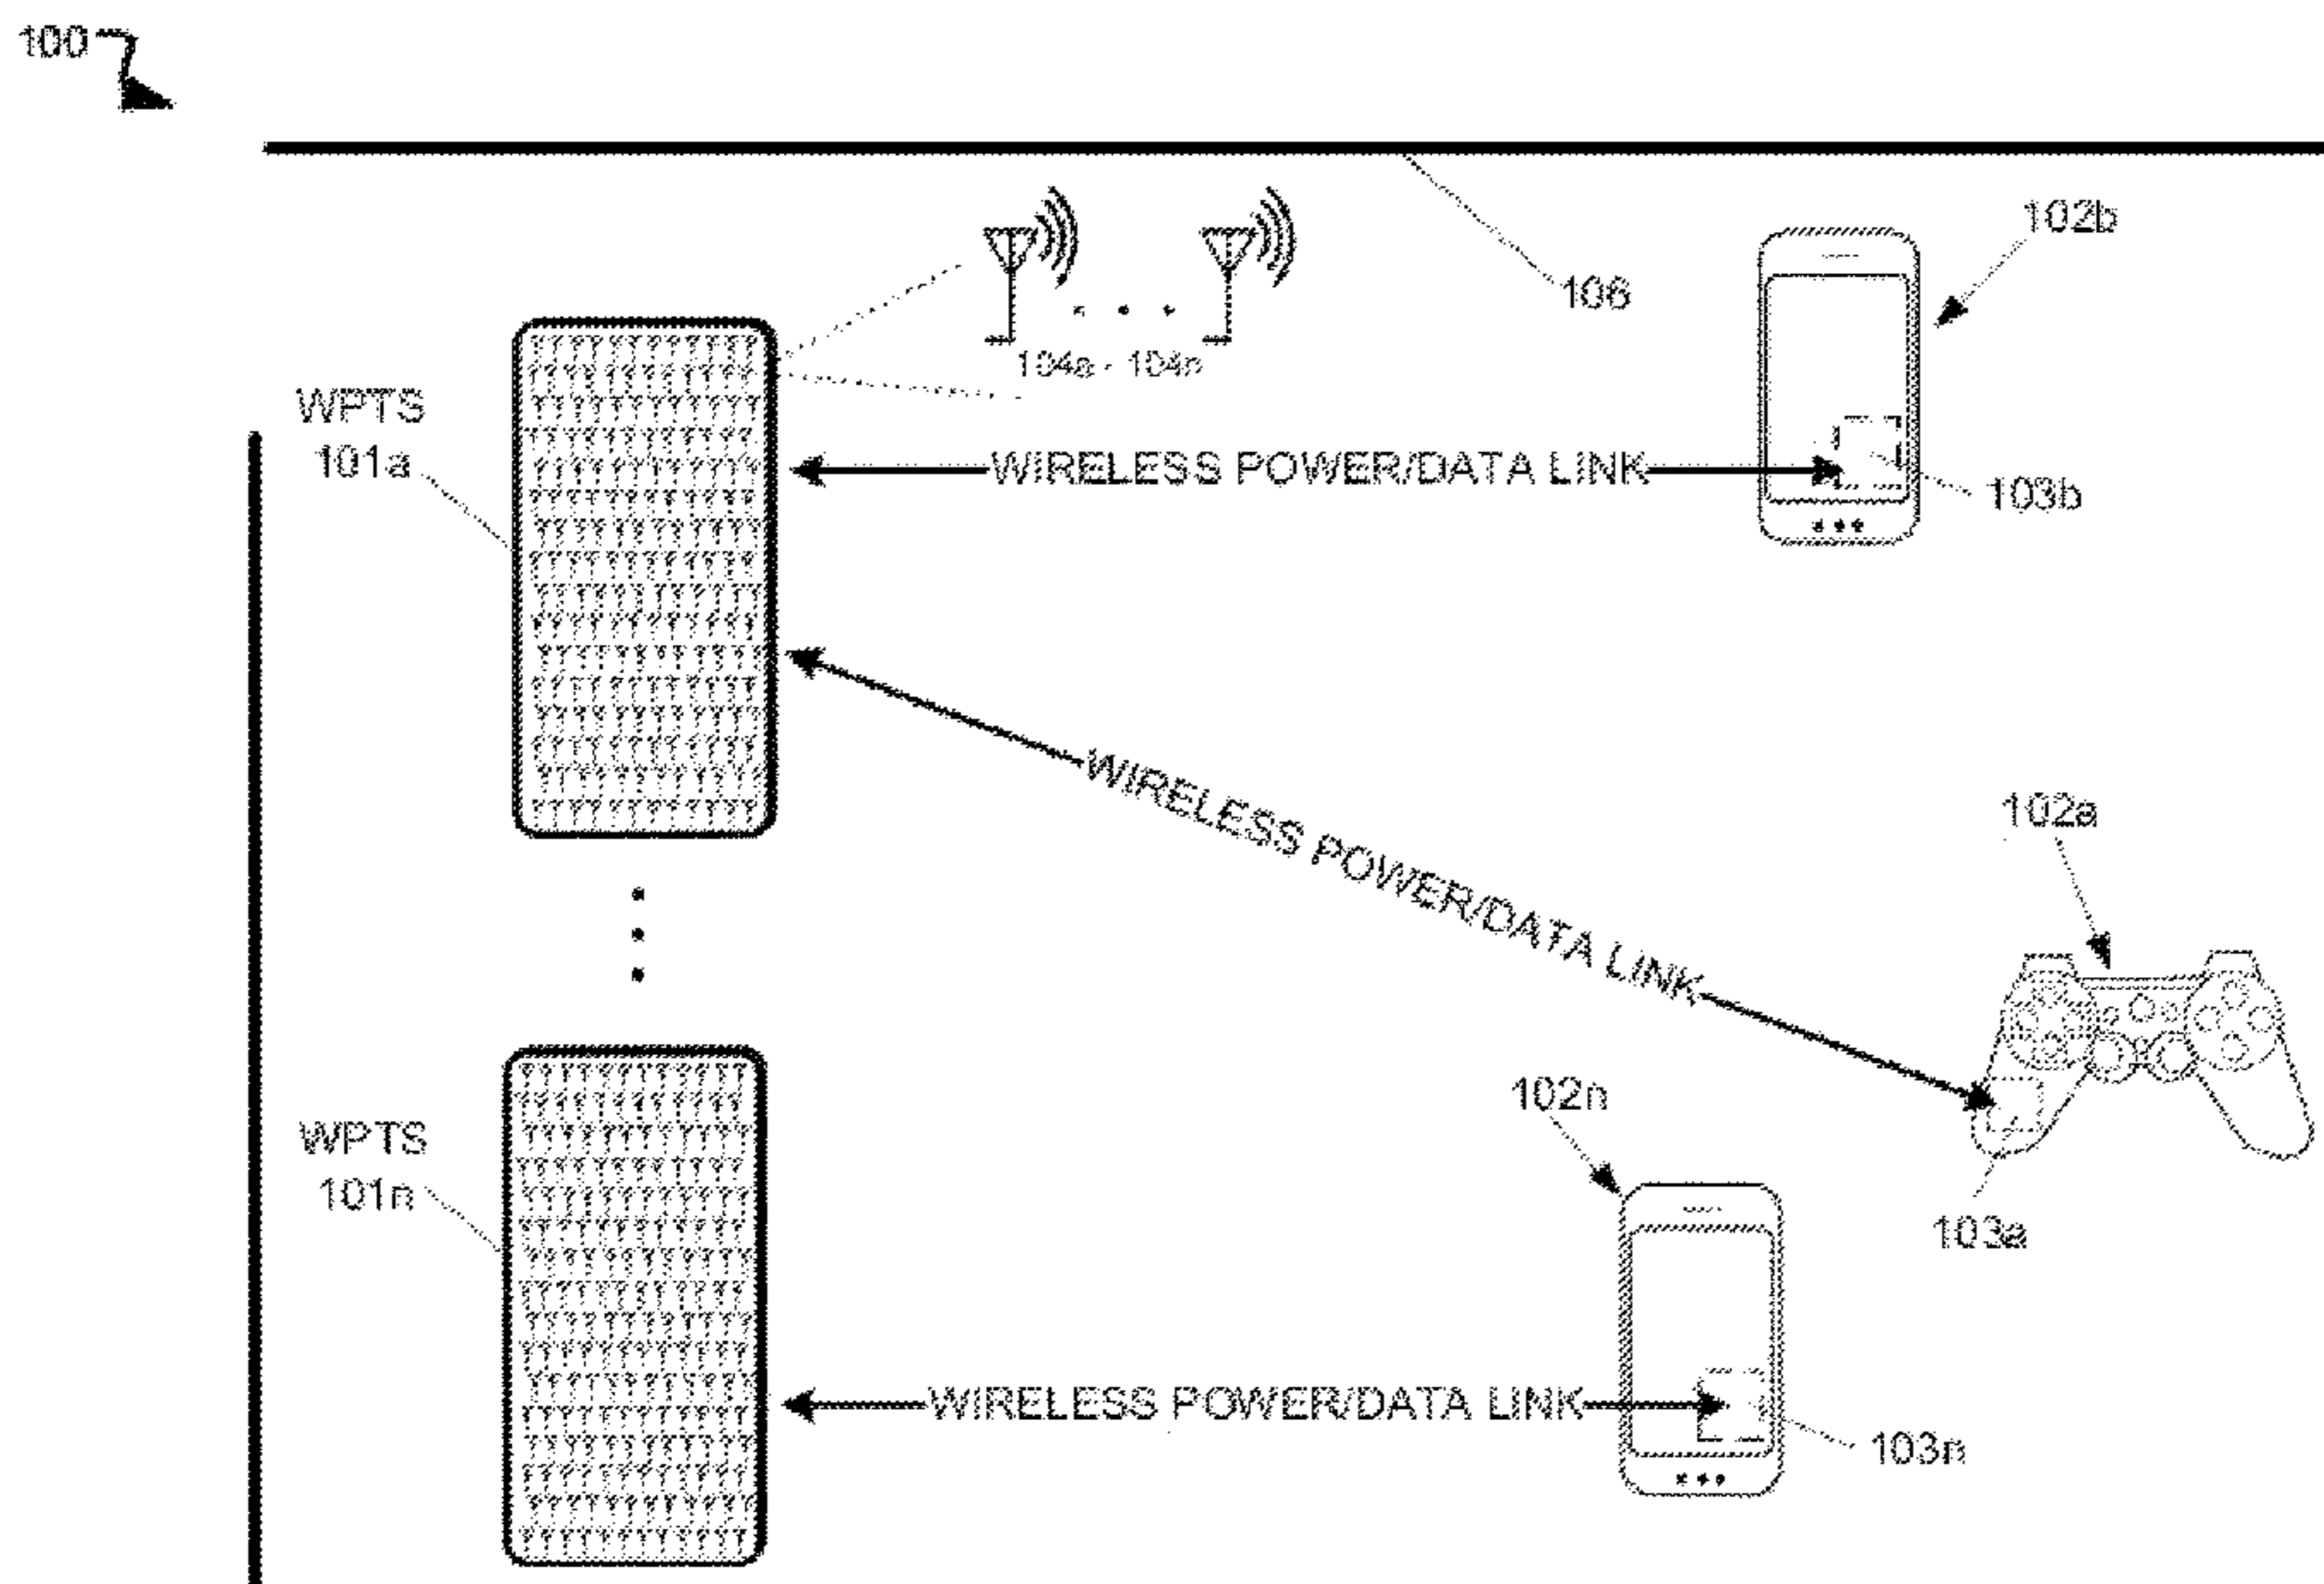 100
102b
106
104a - 104n
WPTS
101a
WIRELESS POWER/DATA LINK
103b
WIRELESS POWER/DATA LINK
102a
102n
WPTS
101n
103a
WIRELESS POWER/DATA LINK
103n